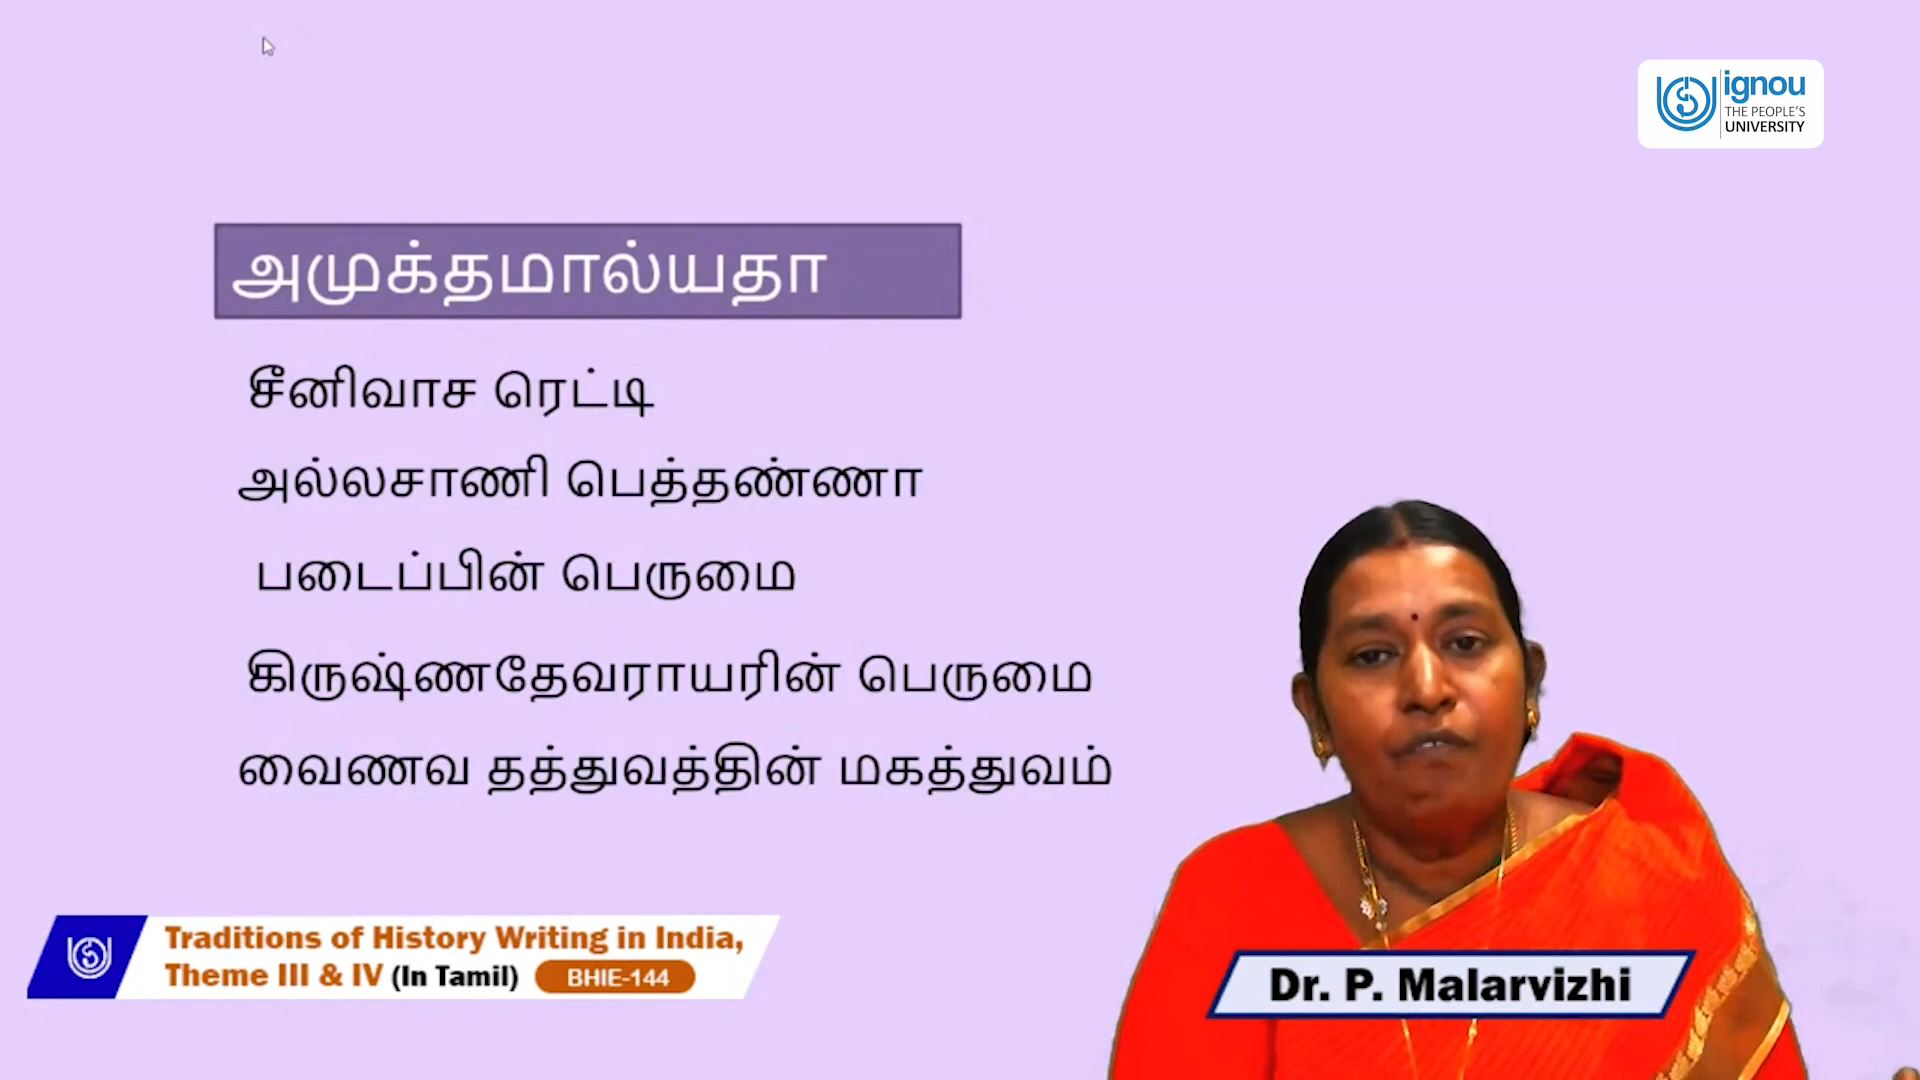 ignou
THE PEOPLE'S
UNIVERSITY
அமுக்தமால்யதா
சீனிவாச ரெட்டி
அல்லசாணி பெத்தண்ணா
படைப்பின் பெருமை
கிருஷ்ணதேவராயரின் பெருமை
வைணவ தத்துவத்தின் மகத்துவம்
Traditions of History Writing in India,
Theme III & IV (In Tamil) BHIE-144
Dr. P. Malarvizhi